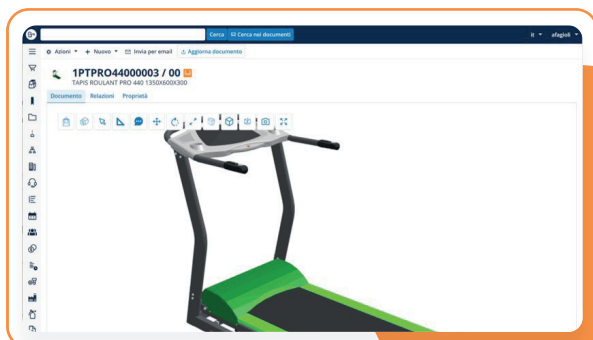 Cerca Cerca nei documenti it afagioli
Azioni + Nuovo Invia per email Aggiorna documento
1PTPRO44000003 / 00
TAPIS ROULANT PRO 440 1350X600X300
Documento Relazioni Proprietà